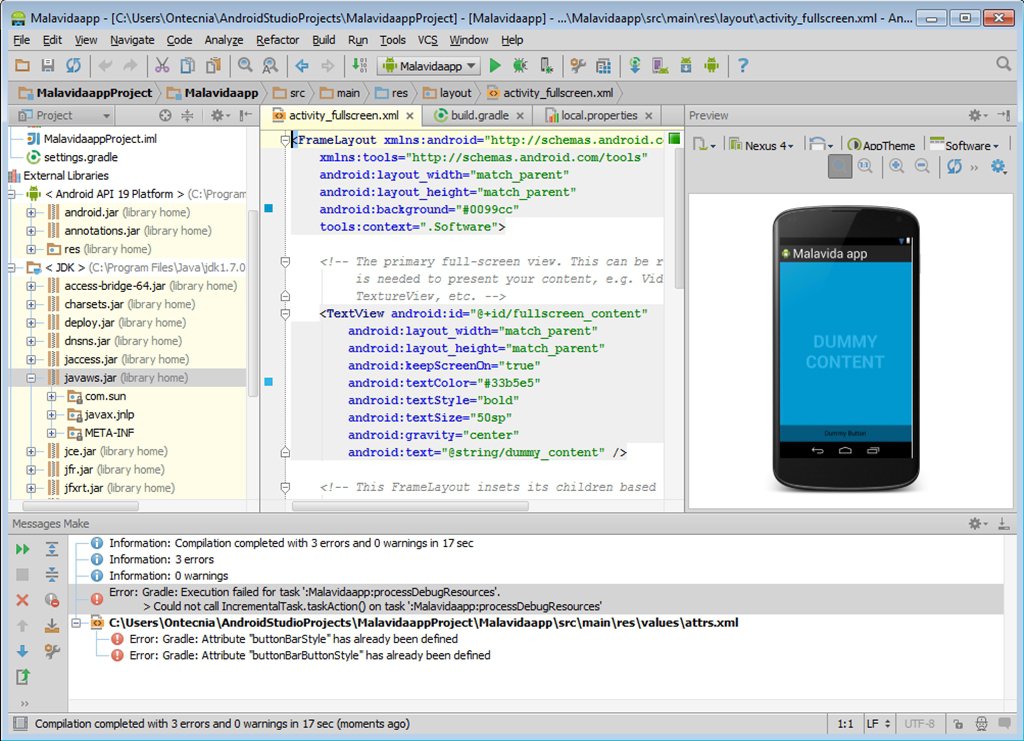 Malavidaapp - [C:\Users\Ontecnia\AndroidStudioProjects\MalavidaappProject] - [Malavidaapp] - ...\Malavidaapp\src\main\res\layout\activity_fullscreen.xml - An...
File Edit View Navigate Code Analyze Refactor Build Run Tools VCS Window Help
Malavidaapp
MalavidaappProject Malavidaapp src main res layout activity_fullscreen.xml
Project
activity_fullscreen.xml build.gradle local.properties
Preview
MalavidaappProject.iml
settings.gradle
External Libraries
< Android API 19 Platform > (C:\Program
android.jar (library home)
annotations.jar (library home)
res (library home)
< JDK > (C:\Program Files\Java\jdk1.7.0
access-bridge-64.jar (library home)
charsets.jar (library home)
deploy.jar (library home)
dnsns.jar (library home)
jaccess.jar (library home)
javaws.jar (library home)
com.sun
javax.jnlp
META-INF
jce.jar (library home)
jfr.jar (library home)
jfxrt.jar (library home)
<FrameLayout xmlns:android="http://schemas.android.c
xmlns:tools="http://schemas.android.com/tools"
android:layout_width="match_parent"
android:layout_height="match_parent"
android:background="#0099cc"
tools:context=".Software">
<!-- The primary full-screen view. This can be r
is needed to present your content, e.g. Vid
TextureView, etc. -->
<TextView android:id="@+id/fullscreen_content"
android:layout_width="match_parent"
android:layout_height="match_parent"
android:keepScreenOn="true"
android:textColor="#33b5e5"
android:textStyle="bold"
android:textSize="50sp"
android:gravity="center"
android:text="@string/dummy_content" />
<!-- This FrameLayout insets its children based
Nexus 4 AppTheme Software
1:1
Malavida app
DUMMY
CONTENT
Dummy Button
Messages Make
Information: Compilation completed with 3 errors and 0 warnings in 17 sec
Information: 3 errors
Information: 0 warnings
Error: Gradle: Execution failed for task ':Malavidaapp:processDebugResources'.
> Could not call IncrementalTask.taskAction() on task ':Malavidaapp:processDebugResources'
C:\Users\Ontecnia\AndroidStudioProjects\MalavidaappProject\Malavidaapp\src\main\res\values\attrs.xml
Error: Gradle: Attribute "buttonBarStyle" has already been defined
Error: Gradle: Attribute "buttonBarButtonStyle" has already been defined
Compilation completed with 3 errors and 0 warnings in 17 sec (moments ago)
1:1 LF UTF-8